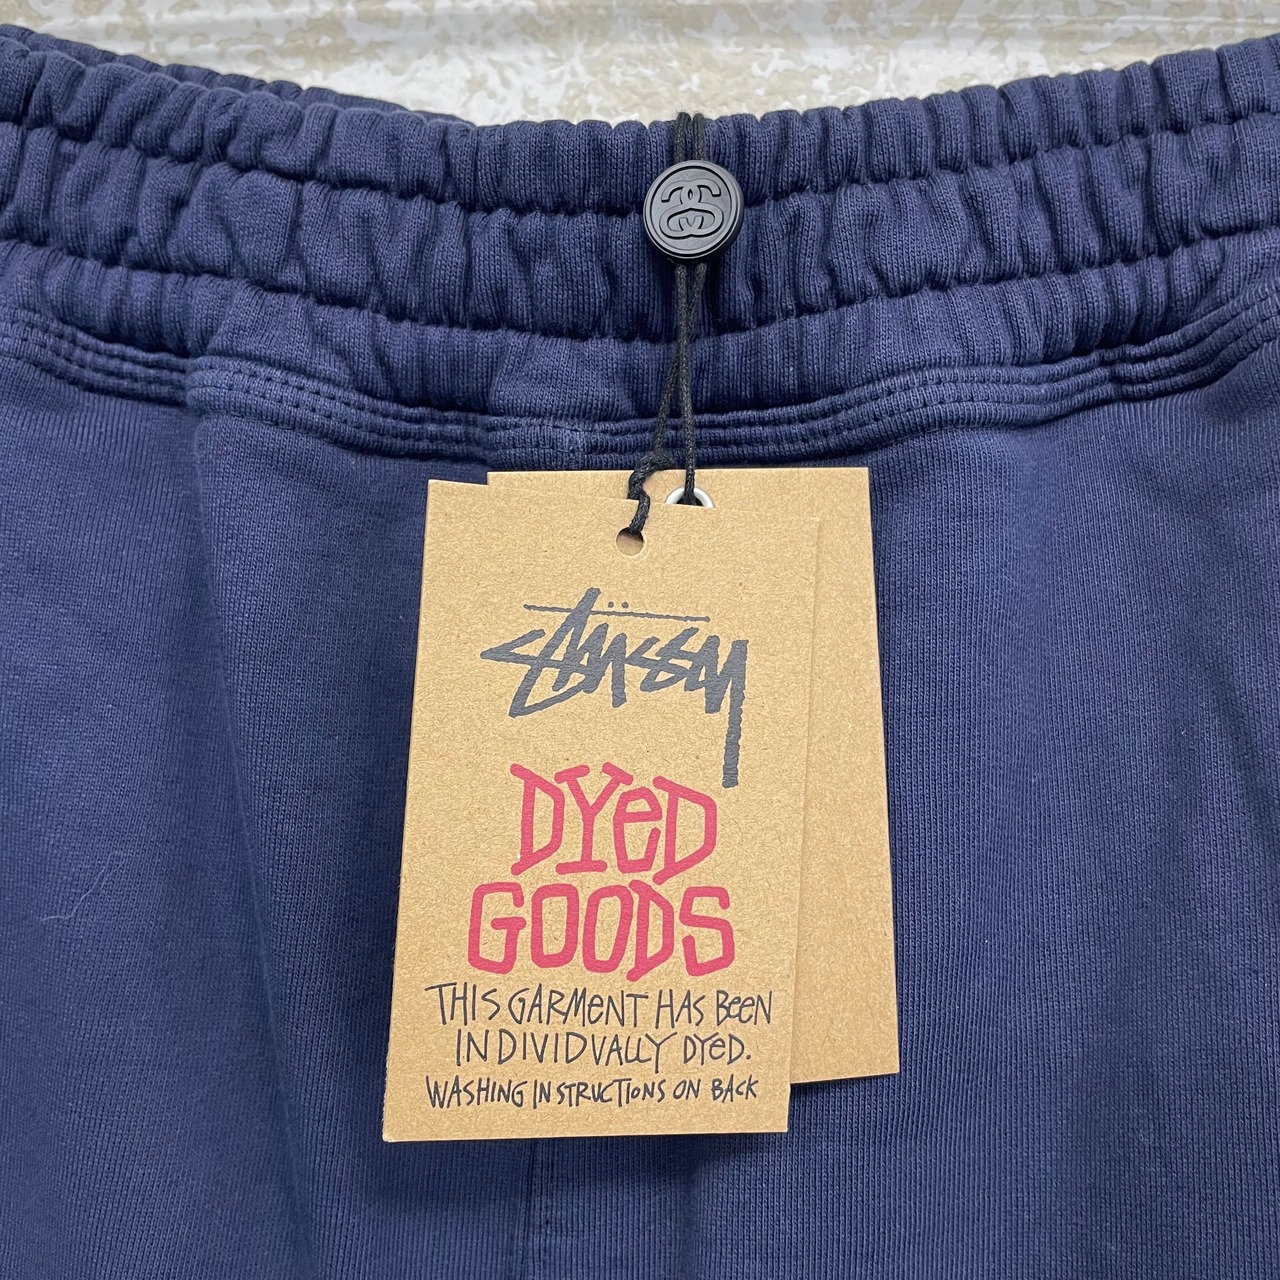 Stüssy
DYeD
GOODS
THIS GARMeNT HAS BeeN
INDIVIDVALLY DYeD.
WASHING INSTRUCTIoNS ON BACK